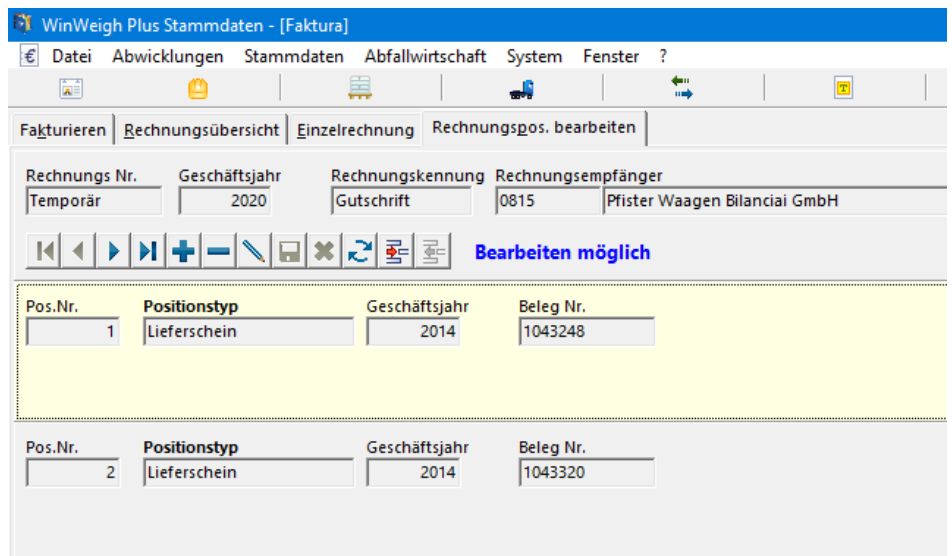 WinWeigh Plus Stammdaten - [Faktura]
€ Datei Abwicklungen Stammdaten Abfallwirtschaft System Fenster ?
T
Fakturieren Rechnungsübersicht Einzelrechnung Rechnungspos. bearbeiten
Rechnungs Nr. Geschäftsjahr Rechnungskennung Rechnungsempfänger
Temporär 2020 Gutschrift 0815 Pfister Waagen Bilanciai GmbH
Bearbeiten möglich
Pos.Nr. Positionstyp Geschäftsjahr Beleg Nr.
1 Lieferschein 2014 1043248
Pos.Nr. Positionstyp Geschäftsjahr Beleg Nr.
2 Lieferschein 2014 1043320